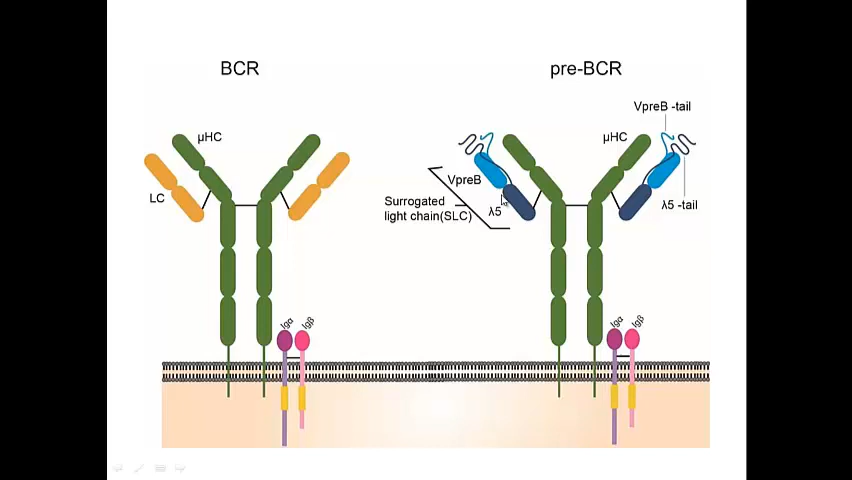 BCR
pre-BCR
VpreB -tail
μHC
μHC
VpreB
LC
Surrogated
light chain(SLC)
λ5
λ5 -tail
Igα
Igβ
Igα
Igβ